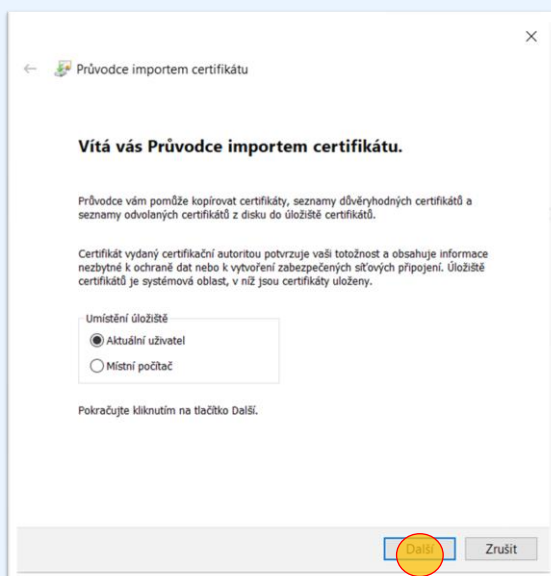 Průvodce importem certifikátu
Vítá vás Průvodce importem certifikátu.
Průvodce vám pomůže kopírovat certifikáty, seznamy důvěryhodných certifikátů a
seznamy odvolaných certifikátů z disku do úložiště certifikátů.
Certifikát vydaný certifikační autoritou potvrzuje vaši totožnost a obsahuje informace
nezbytné k ochraně dat nebo k vytvoření zabezpečených síťových připojení. Úložiště
certifikátů je systémová oblast, v níž jsou certifikáty uloženy.
Umístění úložiště
Aktuální uživatel
Místní počítač
Pokračujte kliknutím na tlačítko Další.
Další
Zrušit